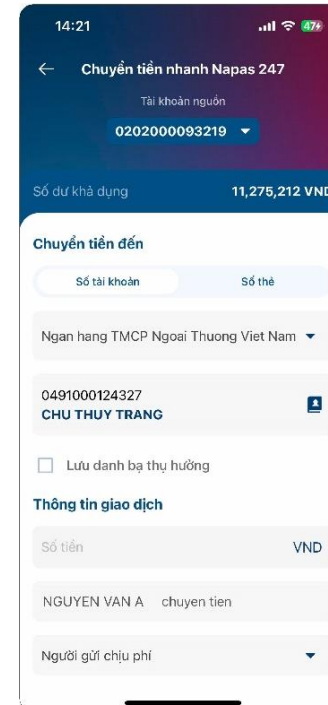 14:21 47
Chuyển tiền nhanh Napas 247
Tài khoản nguồn
0202000093219
Số dư khả dụng 11,275,212 VND
Chuyển tiền đến
Số tài khoản Số thẻ
Ngan hang TMCP Ngoai Thuong Viet Nam
0491000124327
CHU THUY TRANG
Lưu danh bạ thụ hưởng
Thông tin giao dịch
Số tiền VND
NGUYEN VAN A chuyen tien
Người gửi chịu phí